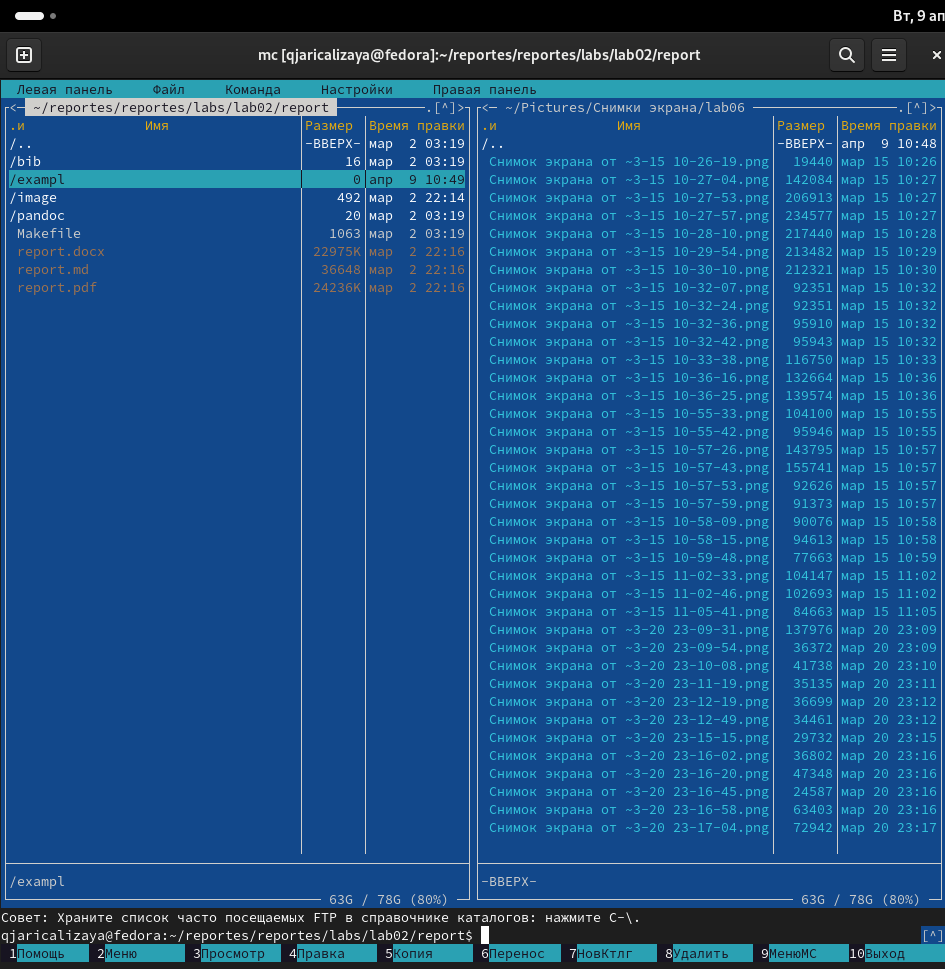 Вт, 9 ап
mc [qjaricalizaya@fedora]:~/reportes/reportes/labs/lab02/report
Левая панель Файл Команда Настройки Правая панель
<─ ~/reportes/reportes/labs/lab02/report .[^]>
.и Имя Размер Время правки
/.. -ВВЕРХ- мар 2 03:19
/bib 16 мар 2 03:19
/exampl 0 апр 9 10:49
/image 492 мар 2 22:14
/pandoc 20 мар 2 03:19
Makefile 1063 мар 2 03:19
report.docx 22975K мар 2 22:16
report.md 36648 мар 2 22:16
report.pdf 24236K мар 2 22:16
/exampl
63G / 78G (80%)
<─ ~/Pictures/Снимки экрана/lab06 .[^]>
.и Имя Размер Время правки
/.. -ВВЕРХ- апр 9 10:48
Снимок экрана от ~3-15 10-26-19.png 19440 мар 15 10:26
Снимок экрана от ~3-15 10-27-04.png 142084 мар 15 10:27
Снимок экрана от ~3-15 10-27-53.png 206913 мар 15 10:27
Снимок экрана от ~3-15 10-27-57.png 234577 мар 15 10:27
Снимок экрана от ~3-15 10-28-10.png 217440 мар 15 10:28
Снимок экрана от ~3-15 10-29-54.png 213482 мар 15 10:29
Снимок экрана от ~3-15 10-30-10.png 212321 мар 15 10:30
Снимок экрана от ~3-15 10-32-07.png 92351 мар 15 10:32
Снимок экрана от ~3-15 10-32-24.png 92351 мар 15 10:32
Снимок экрана от ~3-15 10-32-36.png 95910 мар 15 10:32
Снимок экрана от ~3-15 10-32-42.png 95943 мар 15 10:32
Снимок экрана от ~3-15 10-33-38.png 116750 мар 15 10:33
Снимок экрана от ~3-15 10-36-16.png 132664 мар 15 10:36
Снимок экрана от ~3-15 10-36-25.png 139574 мар 15 10:36
Снимок экрана от ~3-15 10-55-33.png 104100 мар 15 10:55
Снимок экрана от ~3-15 10-55-42.png 95946 мар 15 10:55
Снимок экрана от ~3-15 10-57-26.png 143795 мар 15 10:57
Снимок экрана от ~3-15 10-57-43.png 155741 мар 15 10:57
Снимок экрана от ~3-15 10-57-53.png 92626 мар 15 10:57
Снимок экрана от ~3-15 10-57-59.png 91373 мар 15 10:57
Снимок экрана от ~3-15 10-58-09.png 90076 мар 15 10:58
Снимок экрана от ~3-15 10-58-15.png 94613 мар 15 10:58
Снимок экрана от ~3-15 10-59-48.png 77663 мар 15 10:59
Снимок экрана от ~3-15 11-02-33.png 104147 мар 15 11:02
Снимок экрана от ~3-15 11-02-46.png 102693 мар 15 11:02
Снимок экрана от ~3-15 11-05-41.png 84663 мар 15 11:05
Снимок экрана от ~3-20 23-09-31.png 137976 мар 20 23:09
Снимок экрана от ~3-20 23-09-54.png 36372 мар 20 23:09
Снимок экрана от ~3-20 23-10-08.png 41738 мар 20 23:10
Снимок экрана от ~3-20 23-11-19.png 35135 мар 20 23:11
Снимок экрана от ~3-20 23-12-19.png 36699 мар 20 23:12
Снимок экрана от ~3-20 23-12-49.png 34461 мар 20 23:12
Снимок экрана от ~3-20 23-15-15.png 29732 мар 20 23:15
Снимок экрана от ~3-20 23-16-02.png 36802 мар 20 23:16
Снимок экрана от ~3-20 23-16-20.png 47348 мар 20 23:16
Снимок экрана от ~3-20 23-16-45.png 24587 мар 20 23:16
Снимок экрана от ~3-20 23-16-58.png 63403 мар 20 23:16
Снимок экрана от ~3-20 23-17-04.png 72942 мар 20 23:17
-ВВЕРХ-
63G / 78G (80%)
Совет: Храните список часто посещаемых FTP в справочнике каталогов: нажмите C-\.
qjaricalizaya@fedora:~/reportes/reportes/labs/lab02/report$ [^]
1Помощь 2Меню 3Просмотр 4Правка 5Копия 6Перенос 7НовКтлг 8Удалить 9МенюMC 10Выход